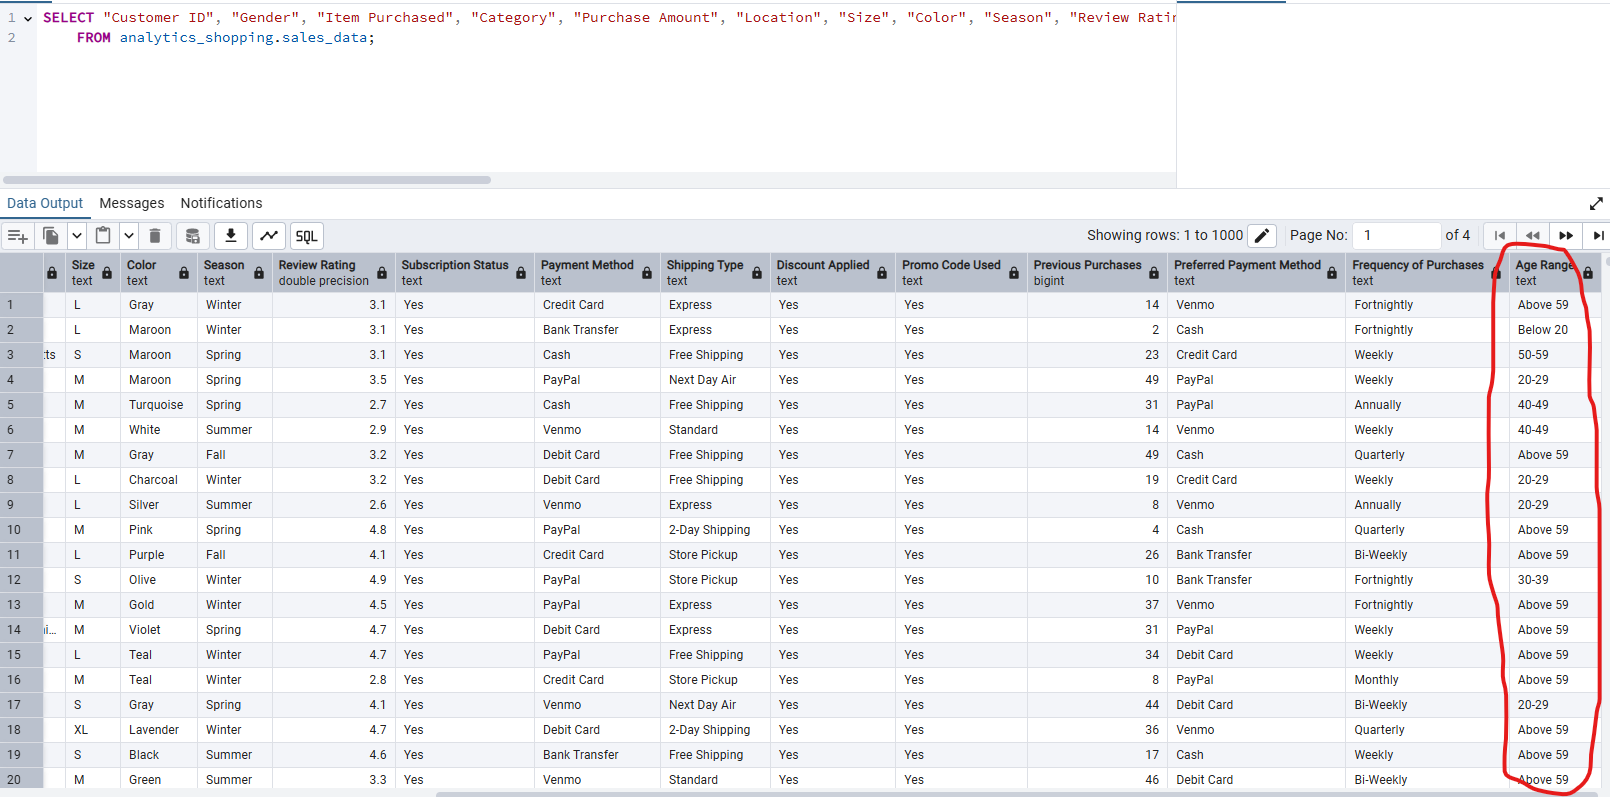 1 SELECT "Customer ID", "Gender", "Item Purchased", "Category", "Purchase Amount", "Location", "Size", "Color", "Season", "Review Ratin
2 FROM analytics_shopping.sales_data;
Data Output Messages Notifications
SQL Showing rows: 1 to 1000 Page No: 1 of 4
Size Color Season Review Rating Subscription Status Payment Method Shipping Type Discount Applied Promo Code Used Previous Purchases Preferred Payment Method Frequency of Purchases Age Range
text text text double precision text text text text text bigint text text text
1 L Gray Winter 3.1 Yes Credit Card Express Yes Yes 14 Venmo Fortnightly Above 59
2 L Maroon Winter 3.1 Yes Bank Transfer Express Yes Yes 2 Cash Fortnightly Below 20
3 ts S Maroon Spring 3.1 Yes Cash Free Shipping Yes Yes 23 Credit Card Weekly 50-59
4 M Maroon Spring 3.5 Yes PayPal Next Day Air Yes Yes 49 PayPal Weekly 20-29
5 M Turquoise Spring 2.7 Yes Cash Free Shipping Yes Yes 31 PayPal Annually 40-49
6 M White Summer 2.9 Yes Venmo Standard Yes Yes 14 Venmo Weekly 40-49
7 M Gray Fall 3.2 Yes Debit Card Free Shipping Yes Yes 49 Cash Quarterly Above 59
8 L Charcoal Winter 3.2 Yes Debit Card Free Shipping Yes Yes 19 Credit Card Weekly 20-29
9 L Silver Summer 2.6 Yes Venmo Express Yes Yes 8 Venmo Annually 20-29
10 M Pink Spring 4.8 Yes PayPal 2-Day Shipping Yes Yes 4 Cash Quarterly Above 59
11 L Purple Fall 4.1 Yes Credit Card Store Pickup Yes Yes 26 Bank Transfer Bi-Weekly Above 59
12 S Olive Winter 4.9 Yes PayPal Store Pickup Yes Yes 10 Bank Transfer Fortnightly 30-39
13 M Gold Winter 4.5 Yes PayPal Express Yes Yes 37 Venmo Fortnightly Above 59
14 i... M Violet Spring 4.7 Yes Debit Card Express Yes Yes 31 PayPal Weekly Above 59
15 L Teal Winter 4.7 Yes PayPal Free Shipping Yes Yes 34 Debit Card Weekly Above 59
16 M Teal Winter 2.8 Yes Credit Card Store Pickup Yes Yes 8 PayPal Monthly Above 59
17 S Gray Spring 4.1 Yes Venmo Next Day Air Yes Yes 44 Debit Card Bi-Weekly 20-29
18 XL Lavender Winter 4.7 Yes Debit Card 2-Day Shipping Yes Yes 36 Venmo Quarterly Above 59
19 S Black Summer 4.6 Yes Bank Transfer Free Shipping Yes Yes 17 Cash Weekly Above 59
20 M Green Summer 3.3 Yes Venmo Standard Yes Yes 46 Debit Card Bi-Weekly Above 59